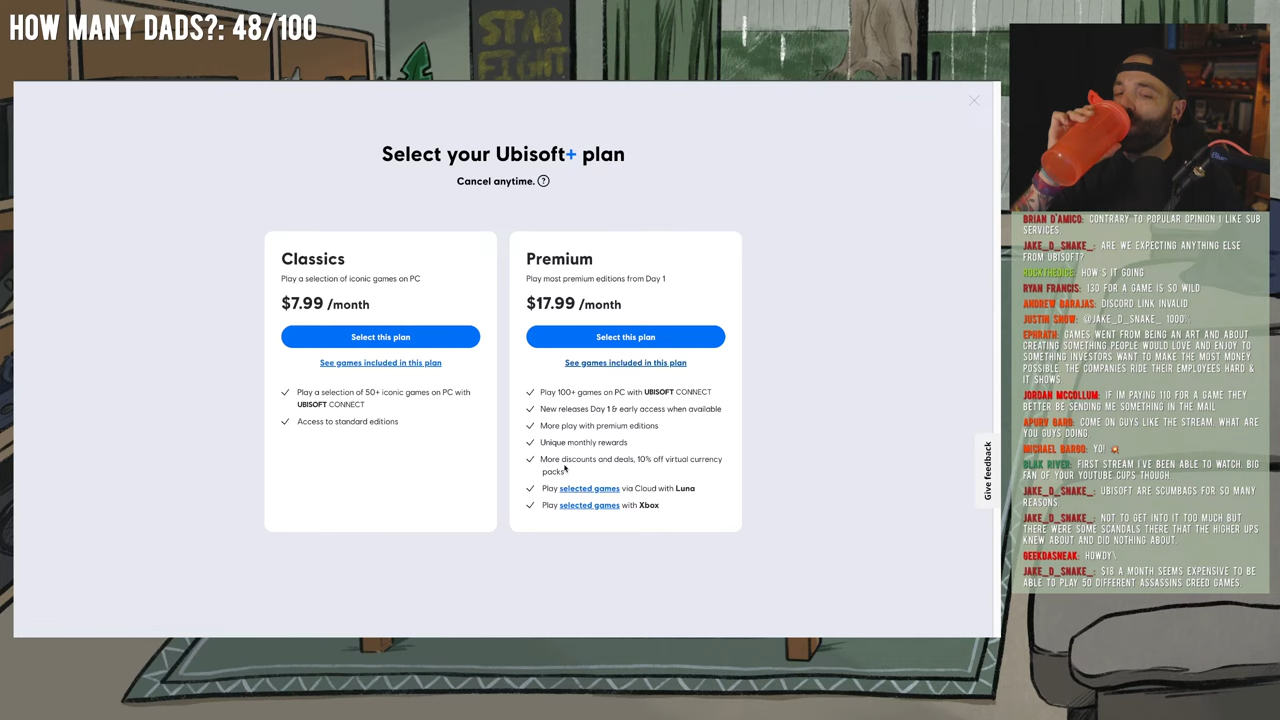 HOW MANY DADS?: 48/100
STAR
FIGHT
Select your Ubisoft+ plan
Cancel anytime. ?
Classics
Play a selection of iconic games on PC
$7.99 /month
Select this plan
See games included in this plan
Play a selection of 50+ iconic games on PC with
UBISOFT CONNECT
Access to standard editions
Premium
Play most premium editions from Day 1
$17.99 /month
Select this plan
See games included in this plan
Play 100+ games on PC with UBISOFT CONNECT
New releases Day 1 & early access when available
More play with premium editions
Unique monthly rewards
More discounts and deals, 10% off virtual currency
packs
Play selected games via Cloud with Luna
Play selected games with Xbox
Give feedback
Blue
BRIAN D'AMICO: CONTRARY TO POPULAR OPINION I LIKE SUB
SERVICES.
JAKE_D_SNAKE_: ARE WE EXPECTING ANYTHING ELSE
FROM UBISOFT?
ROCKTHEDICE: HOW'S IT GOING
RYAN FRANCIS: 130 FOR A GAME IS SO WILD
ANDREW BARAJAS: DISCORD LINK INVALID
JUSTIN SNOW: @JAKE_D_SNAKE_ 1000%
EPHRATH: GAMES WENT FROM BEING AN ART AND ABOUT
CREATING SOMETHING PEOPLE WOULD LOVE AND ENJOY TO
SOMETHING INVESTORS WANT TO MAKE THE MOST MONEY
POSSIBLE. THE COMPANIES RIDE THEIR EMPLOYEES HARD &
IT SHOWS.
JORDAN MCCOLLUM: IF IM PAYING 110 FOR A GAME THEY
BETTER BE SENDING ME SOMETHING IN THE MAIL
APURV GARG: COME ON GUYS LIKE THE STREAM. WHAT ARE
YOU GUYS DOING.
MICHAEL BARGO: YO!
BLAK RIVER: FIRST STREAM I'VE BEEN ABLE TO WATCH. BIG
FAN OF YOUR YOUTUBE CLIPS THOUGH.
JAKE_D_SNAKE_: UBISOFT ARE SCUMBAGS FOR SO MANY
REASONS.
JAKE_D_SNAKE_: NOT TO GET INTO IT TOO MUCH BUT
THERE WERE SOME SCANDALS THERE THAT THE HIGHER UPS
KNEW ABOUT AND DID NOTHING ABOUT.
GEEKDASNEAK: HOWDY\
JAKE_D_SNAKE_: $18 A MONTH SEEMS EXPENSIVE TO BE
ABLE TO PLAY 50 DIFFERENT ASSASSINS CREED GAMES.